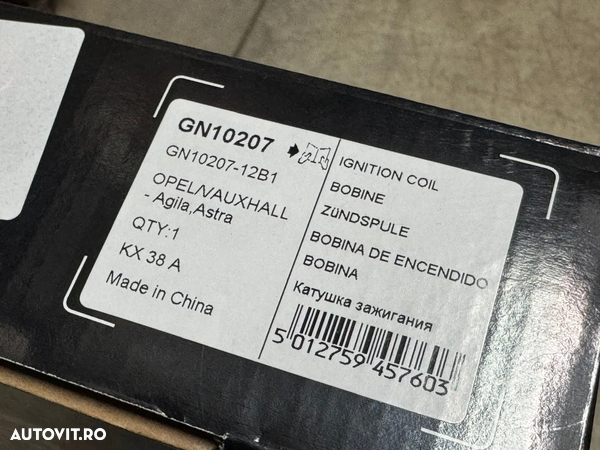 GN10207
GN10207-12B1
OPEL/VAUXHALL
- Agila,Astra
QTY:1
KX 38 A
Made in China
IGNITION COIL
BOBINE
ZüNDSPULE
BOBINA DE ENCENDIDO
BOBINA
Катушка зажигания
5 012759 457603
AUTOVIT.RO